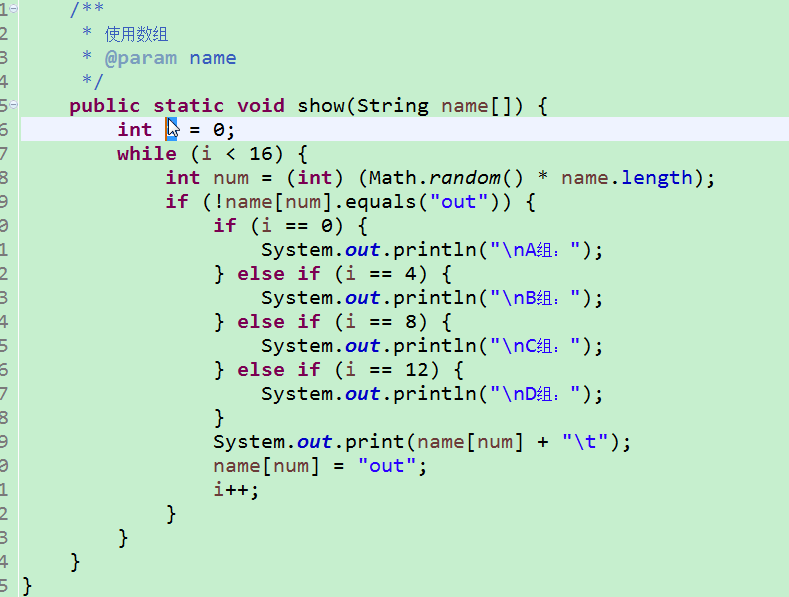 1 /**
2 * 使用数组
3 * @param name
4 */
5 public static void show(String name[]) {
6 int = 0;
7 while (i < 16) {
8 int num = (int) (Math.random() * name.length);
9 if (!name[num].equals("out")) {
0 if (i == 0) {
1 System.out.println("\nA组：");
2 } else if (i == 4) {
3 System.out.println("\nB组：");
4 } else if (i == 8) {
5 System.out.println("\nC组：");
6 } else if (i == 12) {
7 System.out.println("\nD组：");
8 }
9 System.out.print(name[num] + "\t");
0 name[num] = "out";
1 i++;
2 }
3 }
4 }
5 }